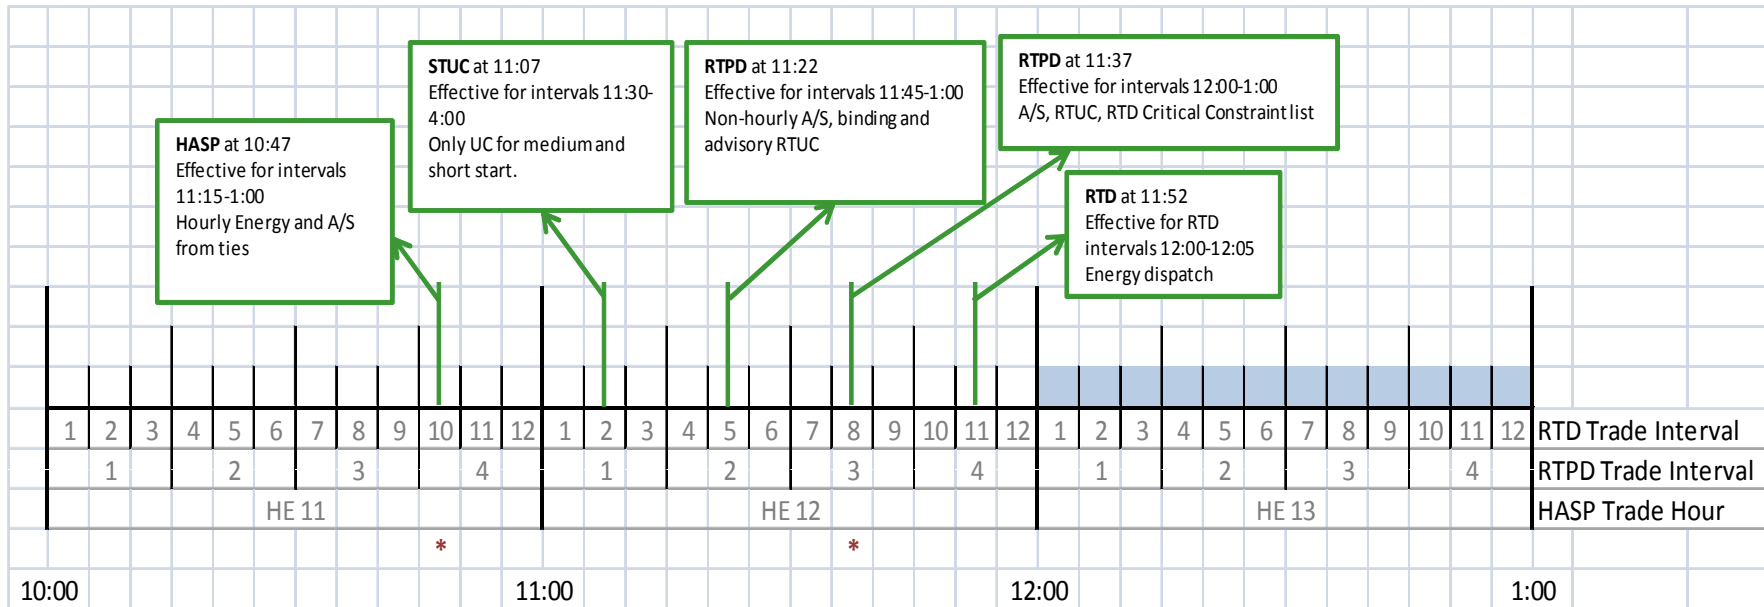 HASP at 10:47
Effective for intervals
11:15-1:00
Hourly Energy and A/S
from ties
STUC at 11:07
Effective for intervals 11:30-
4:00
Only UC for medium and
short start.
RTPD at 11:22
Effective for intervals 11:45-1:00
Non-hourly A/S, binding and
advisory RTUC
RTPD at 11:37
Effective for intervals 12:00-1:00
A/S, RTUC, RTD Critical Constraint list
RTD at 11:52
Effective for RTD
intervals 12:00-12:05
Energy dispatch
1 2 3 4 5 6 7 8 9 10 11 12 1 2 3 4 5 6 7 8 9 10 11 12 1 2 3 4 5 6 7 8 9 10 11 12 RTD Trade Interval
1 2 3 4 1 2 3 4 1 2 3 4 RTPD Trade Interval
HE 11 HE 12 HE 13 HASP Trade Hour
* *
10:00 11:00 12:00 1:00